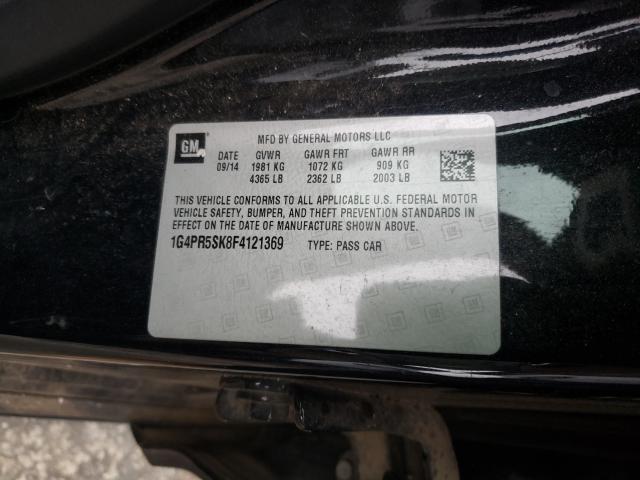 GM
MFD BY GENERAL MOTORS LLC
DATE GVWR GAWR FRT GAWR RR
09/14 1981 KG 1072 KG 909 KG
4365 LB 2362 LB 2003 LB
THIS VEHICLE CONFORMS TO ALL APPLICABLE U.S. FEDERAL MOTOR
VEHICLE SAFETY, BUMPER, AND THEFT PREVENTION STANDARDS IN
EFFECT ON THE DATE OF MANUFACTURE SHOWN ABOVE.
1G4PR5SK8F4121369 TYPE: PASS CAR